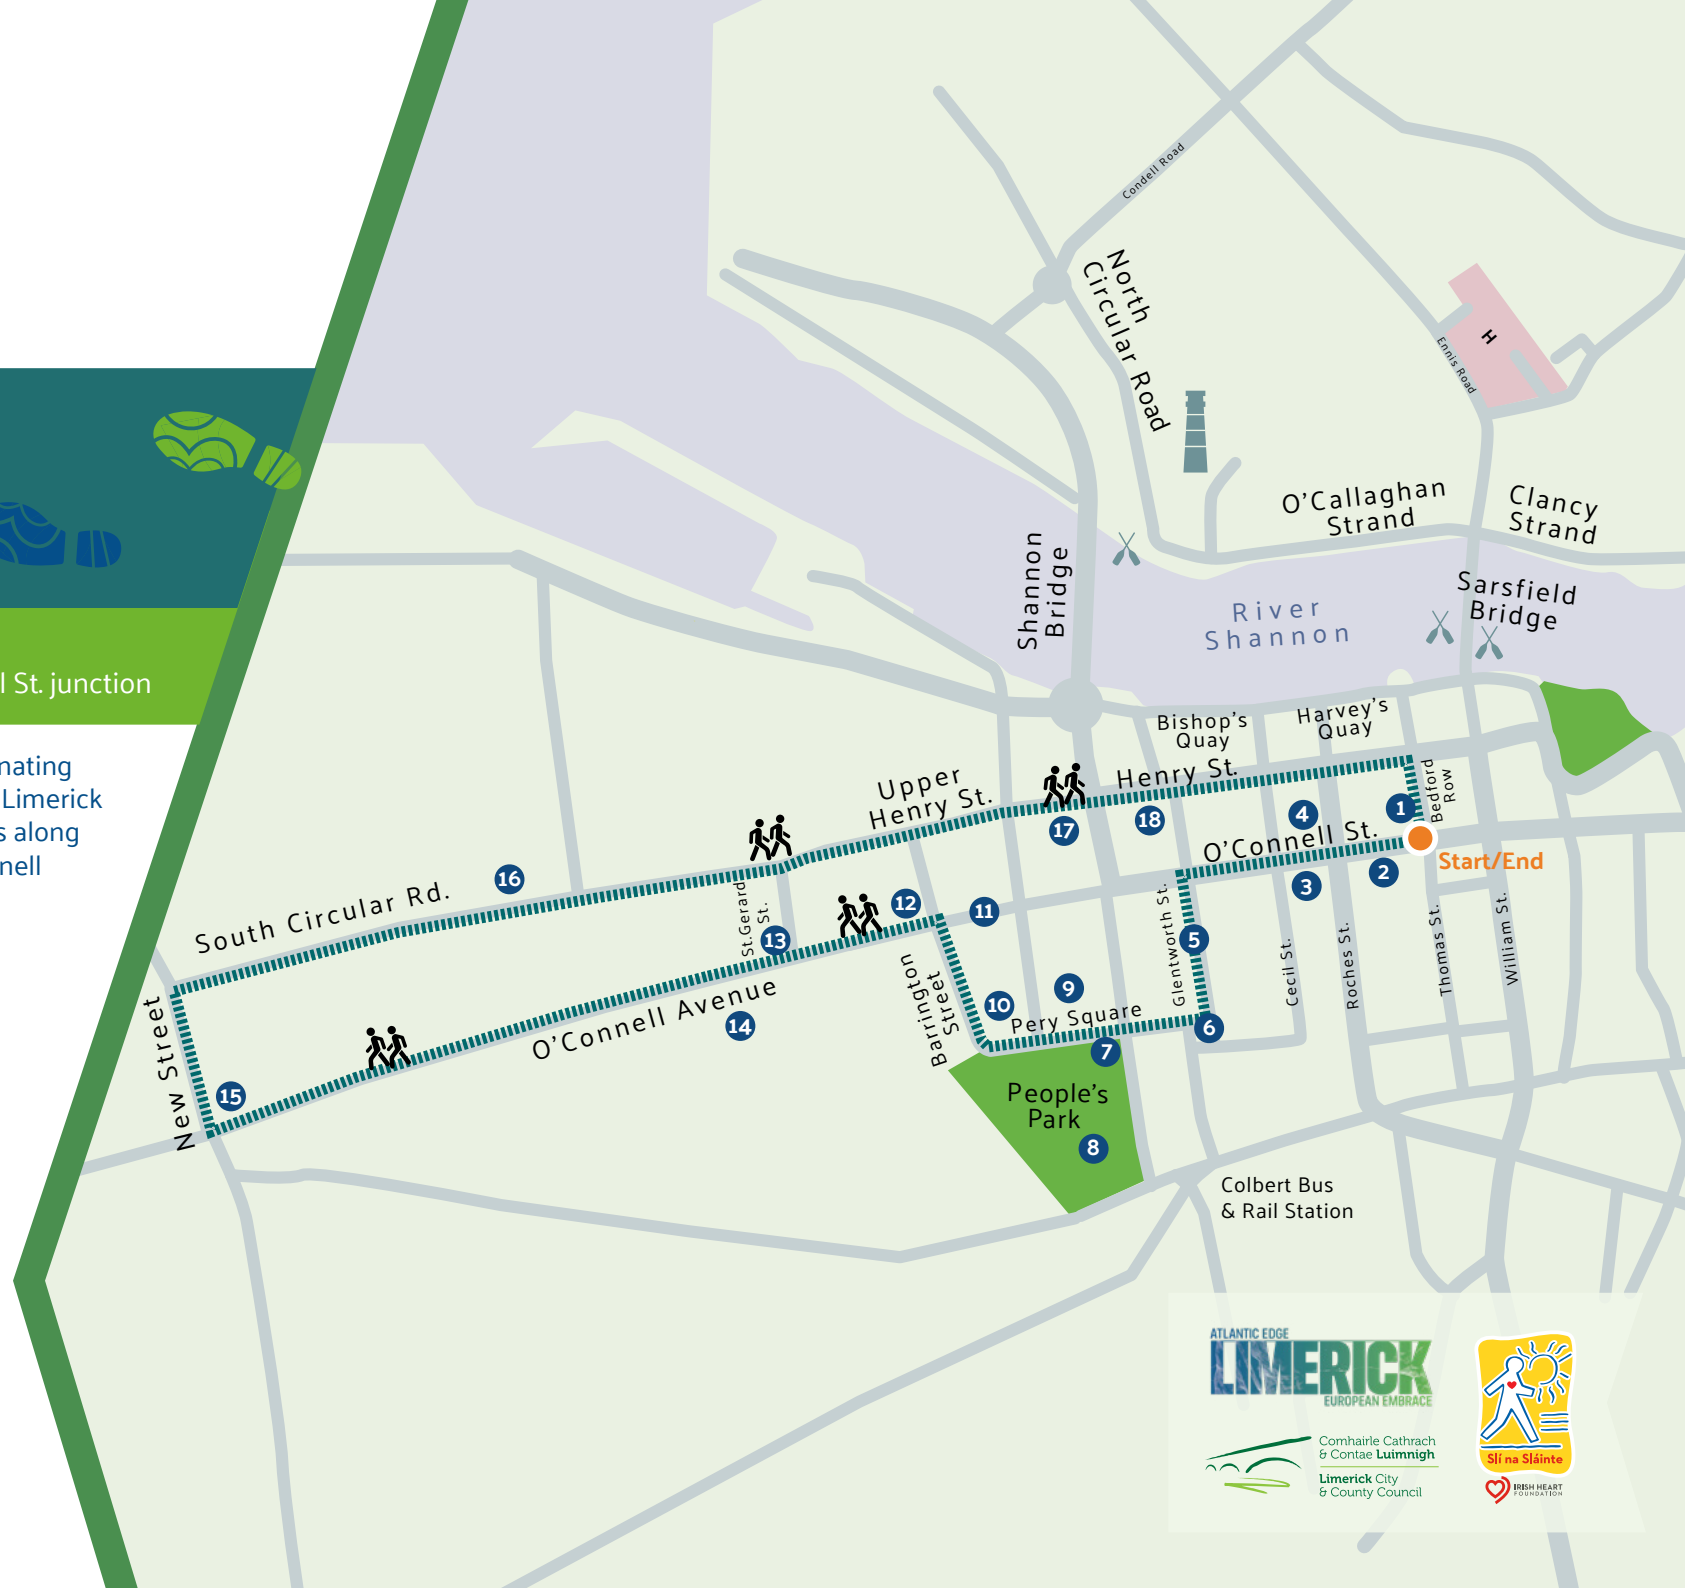 l St. junction
nating
Limerick
s along
nell
Condell Road
North
Circular Road
Ennis Road
H
O'Callaghan
Strand
Clancy
Strand
Shannon
Bridge
River
Shannon
Sarsfield
Bridge
Bishop's
Quay
Harvey's
Quay
Bedford
Row
Upper
Henry St.
Henry St.
1
4
17
18
O'Connell St.
Start/End
2
3
16
South Circular Rd.
St.Gerard
St.
12
11
13
5
Glentworth St.
Cecil St.
Roches St.
Thomas St.
William St.
O'Connell Avenue
14
Barrington
Street
9
10
Pery Square
6
7
New Street
15
People's
Park
8
Colbert Bus
& Rail Station
ATLANTIC EDGE
LIMERICK
EUROPEAN EMBRACE
Comhairle Cathrach
& Contae Luimnigh
Limerick City
& County Council
Slí na Sláinte
IRISH HEART
FOUNDATION